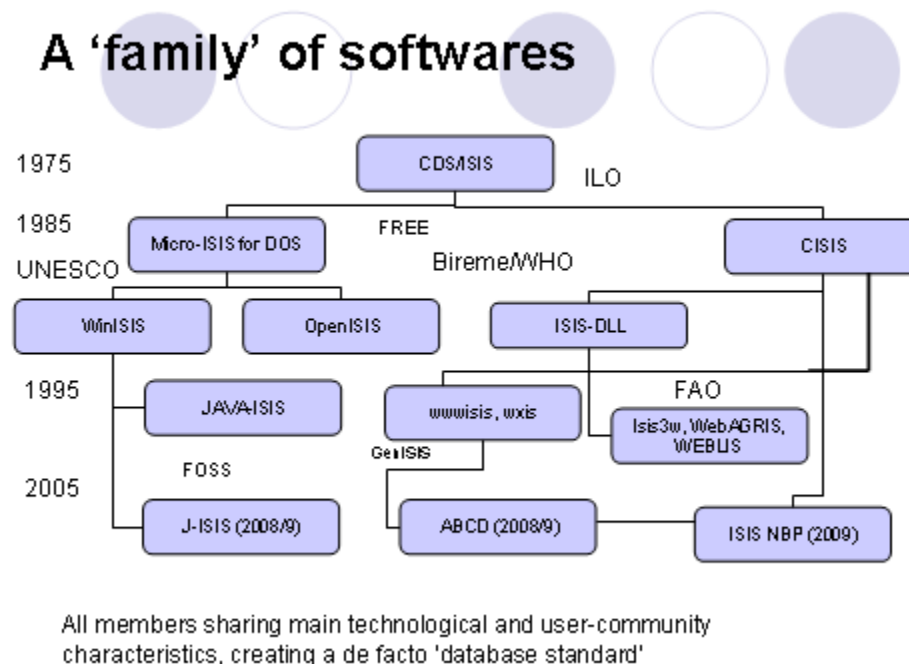 A 'family' of softwares
1975
CDS/ISIS
ILO
1985
Micro-ISIS for DOS
FREE
CISIS
UNESCO
Bireme/WHO
WinISIS
OpenISIS
ISIS-DLL
1995
JAVA-ISIS
wwwisis, wxis
FAO
Isis3w, WebAGRIS,
WEBLIS
GenISIS
FOSS
2005
J-ISIS (2008/9)
ABCD (2008/9)
ISIS NBP (2009)
All members sharing main technological and user-community
characteristics, creating a de facto 'database standard'